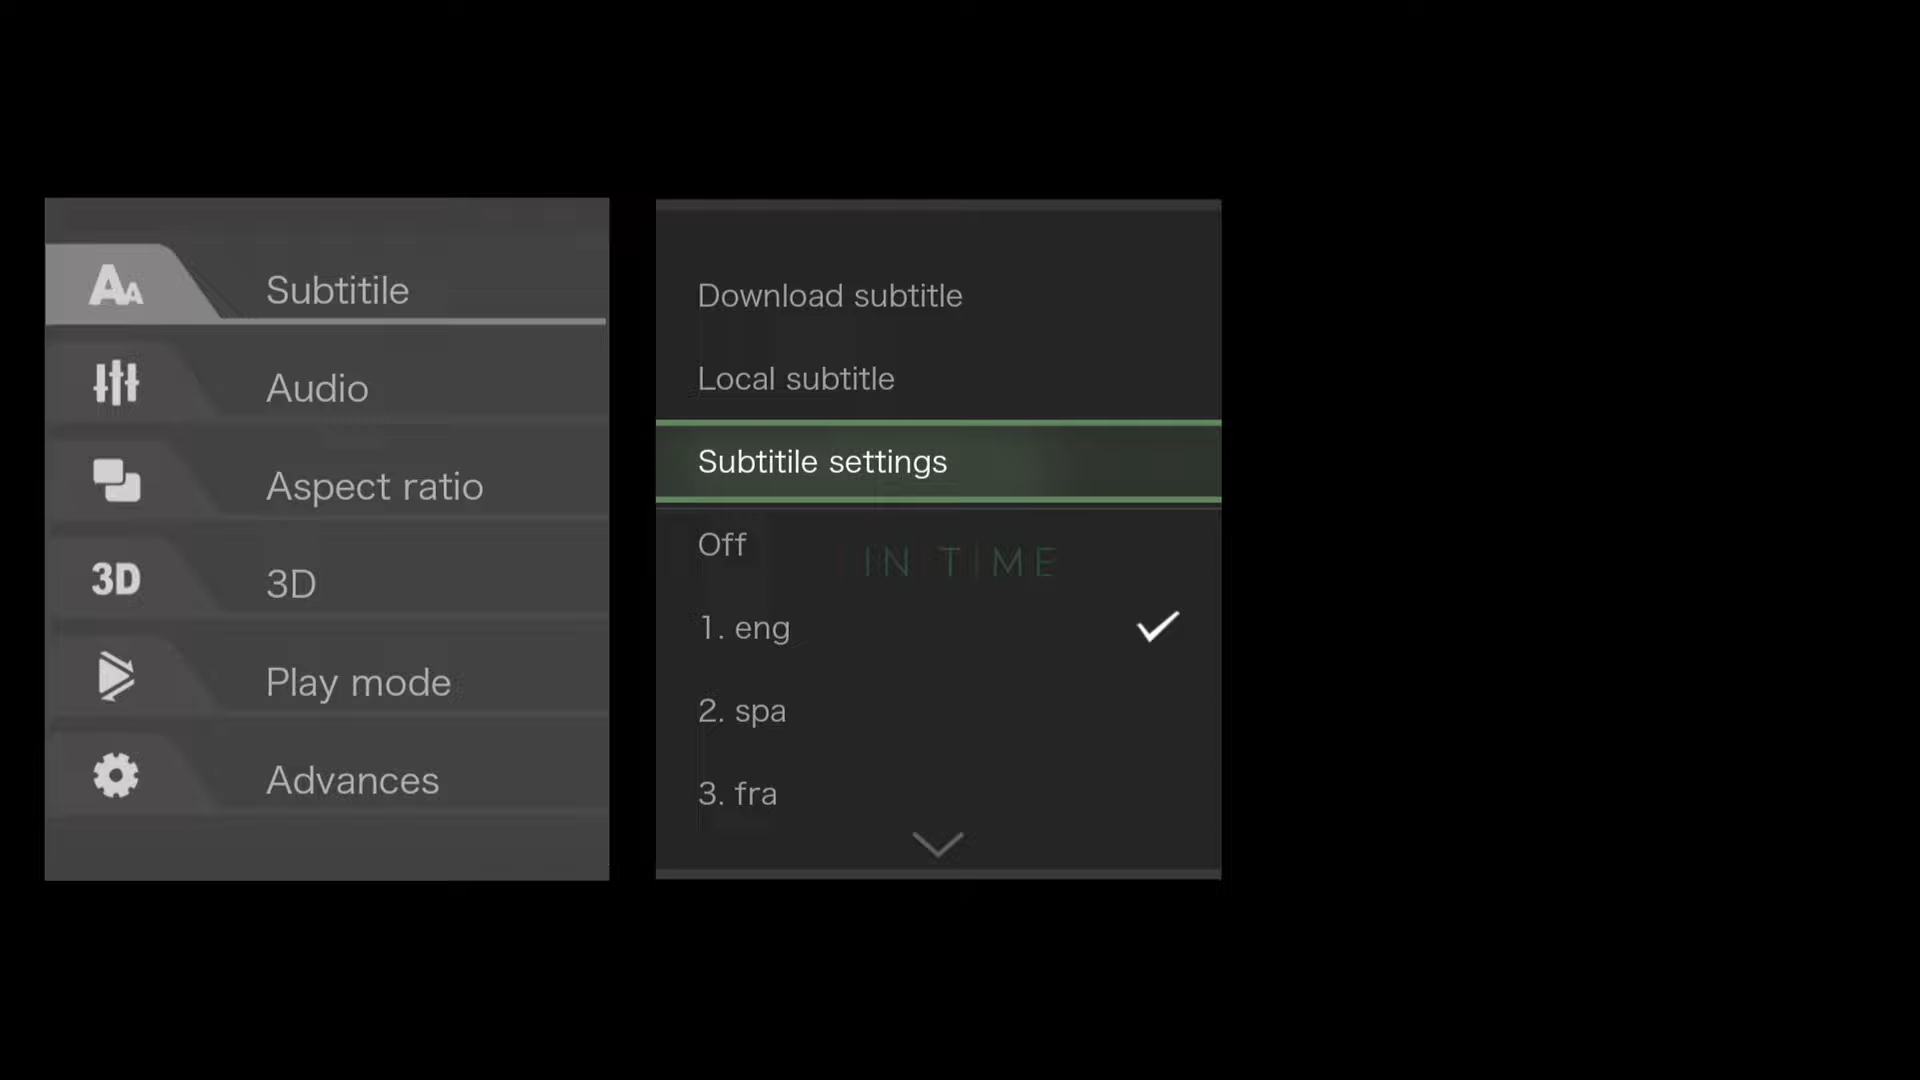 Subtitile
Audio
Aspect ratio
3D
3D
Play mode
Advances
Download subtitle
Local subtitle
Subtitile settings
Off
IN TIME
1. eng
2. spa
3. fra